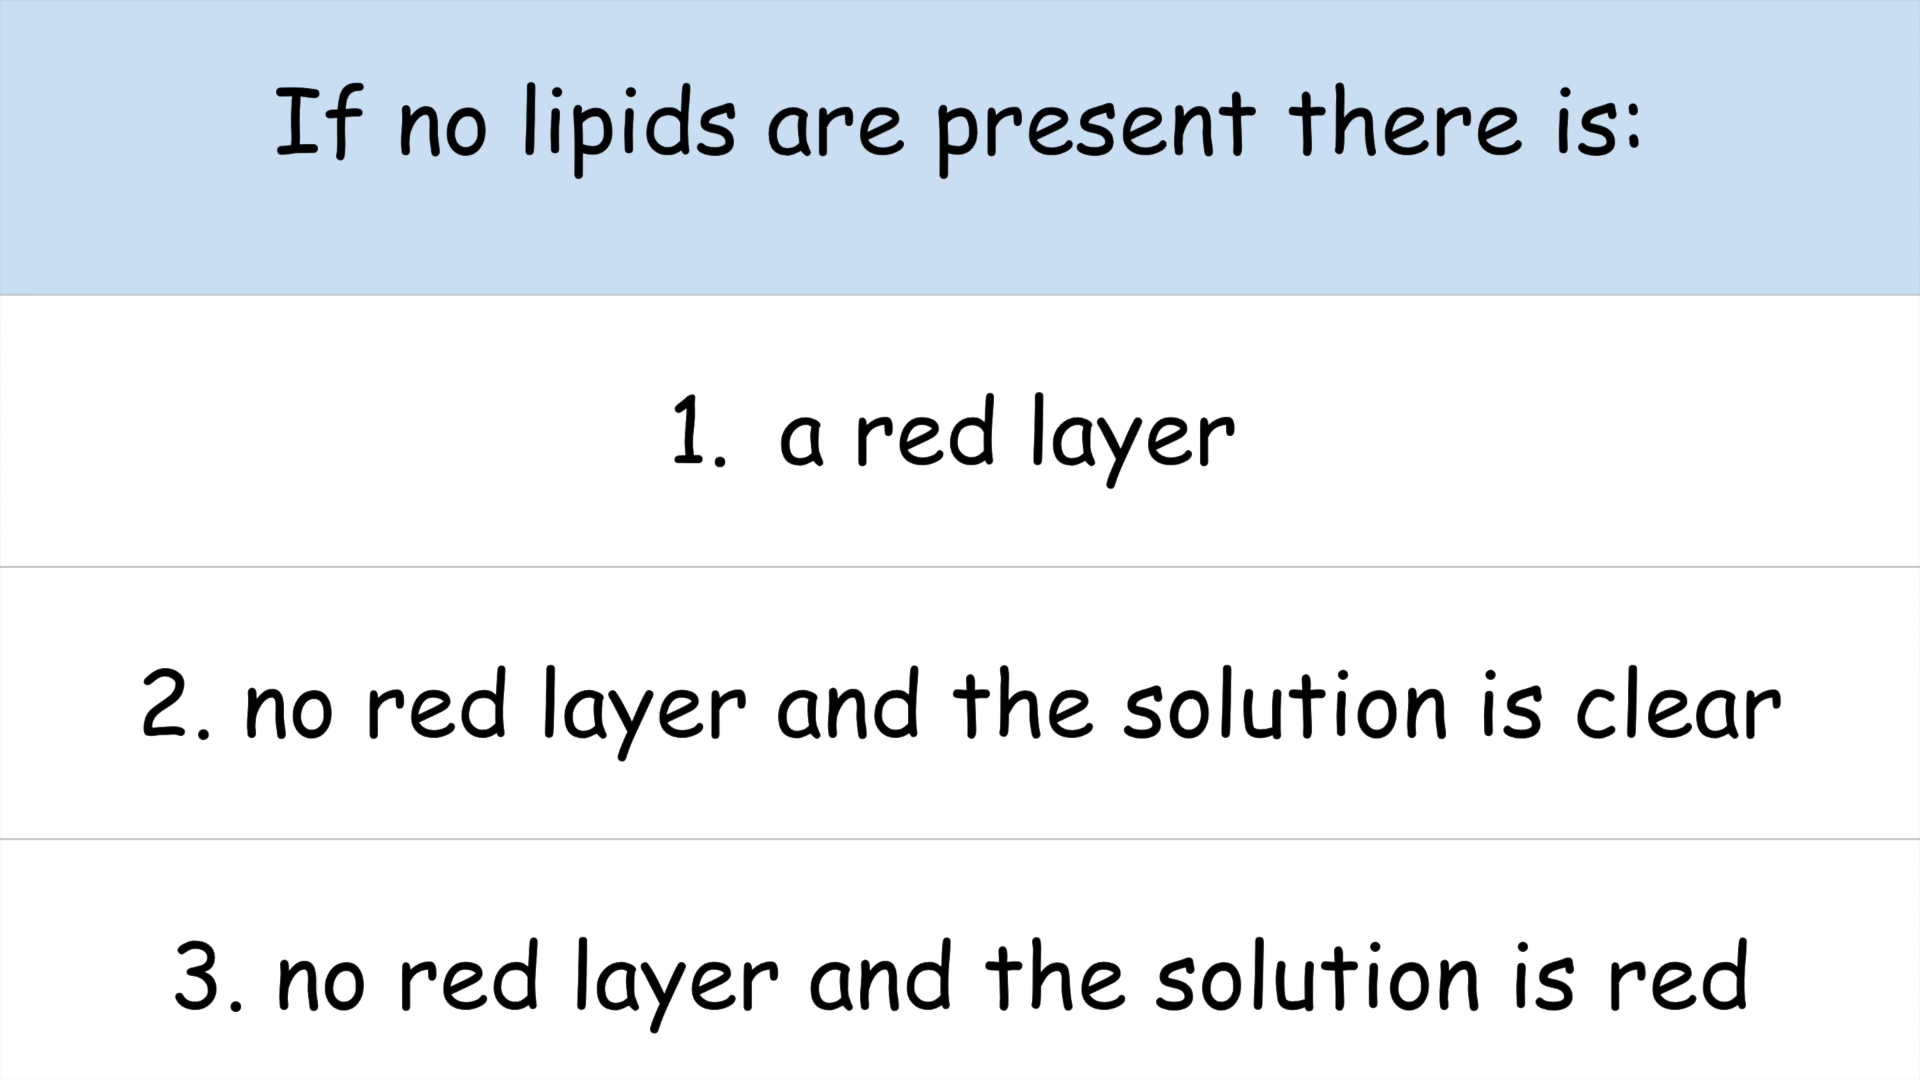 If no lipids are present there is:
1. a red layer
2. no red layer and the solution is clear
3. no red layer and the solution is red